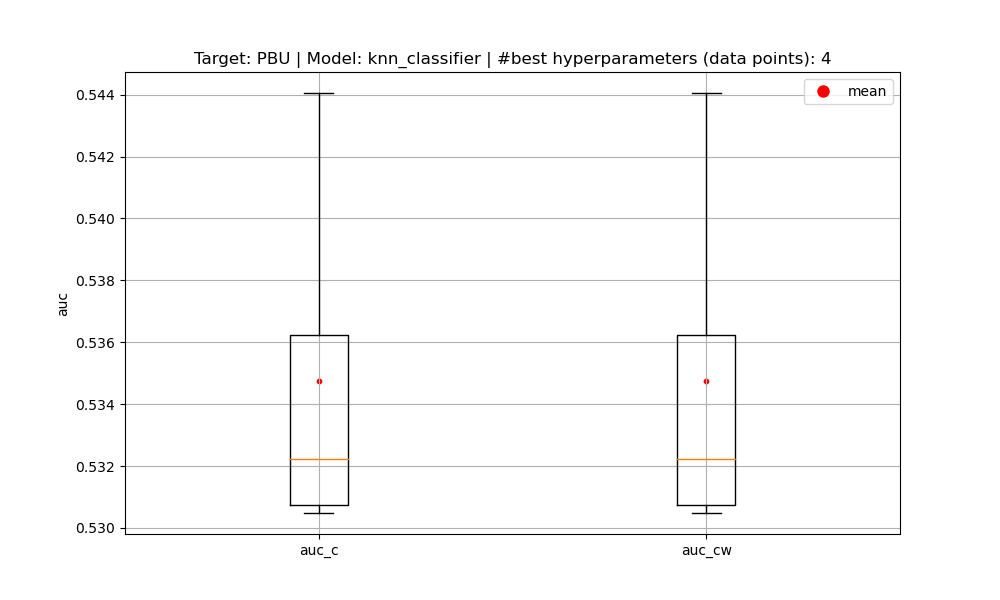 Target: PBU | Model: knn_classifier | #best hyperparameters (data points): 4
mean
0.544
0.542
0.540
0.538
0.536
0.534
0.532
0.530
auc
auc_c
auc_cw